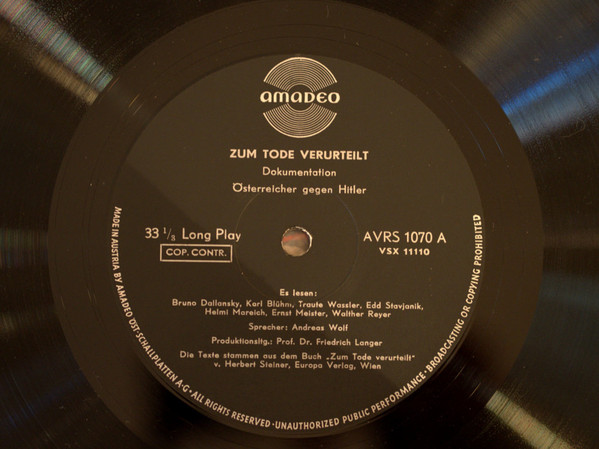 AMADEO
ZUM TODE VERURTEILT
Dokumentation
Österreicher gegen Hitler
33 1/3 Long Play
COP. CONTR.
AVRS 1070 A
VSX 11110
Es lesen:
Bruno Dallansky, Karl Blühm, Traute Wassler, Edd Stavjanik,
Helmi Mareich, Ernst Meister, Walther Reyer
Sprecher: Andreas Wolf
Produktionsltg.: Prof. Dr. Friedrich Langer
Die Texte stammen aus dem Buch „Zum Tode verurteilt"
v. Herbert Steiner, Europa Verlag, Wien
MADE IN AUSTRIA BY AMADEO ÖST. SCHALLPLATTEN A·G·ALL RIGHTS RESERVED·UNAUTHORIZED PUBLIC PERFORMANCE·BROADCASTING OR COPYING PROHIBITED